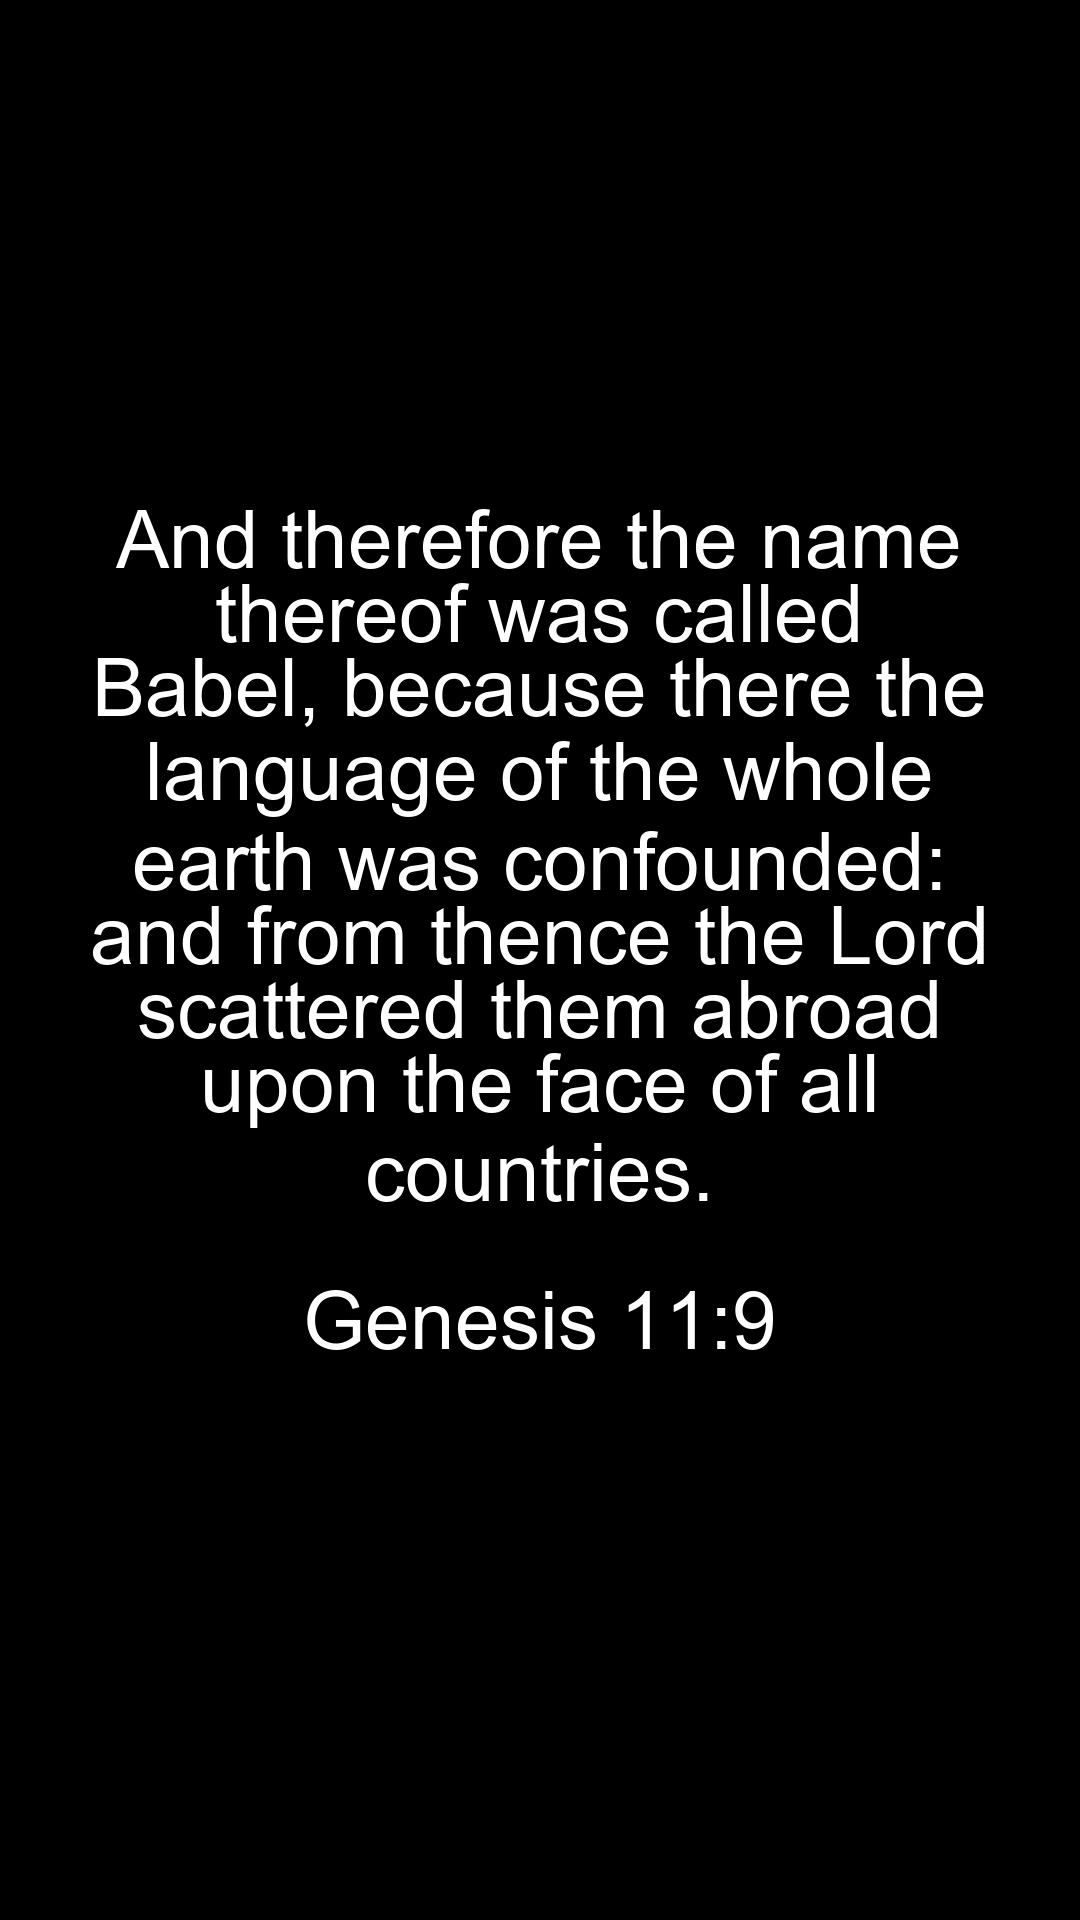 And therefore the name
thereof was called
Babel, because there the
language of the whole
earth was confounded:
and from thence the Lord
scattered them abroad
upon the face of all
countries.
Genesis 11:9